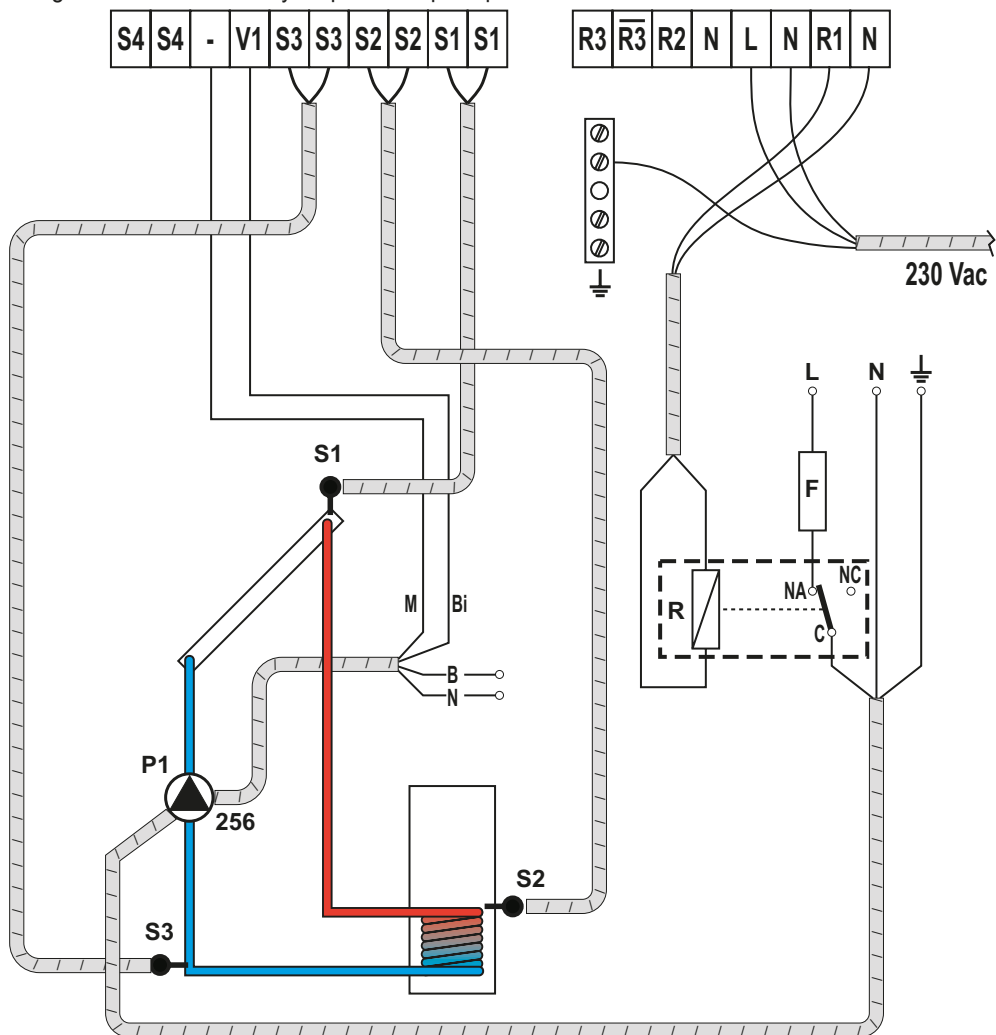 S4 S4 - V1 S3 S3 S2 S2 S1 S1
R3 R3̅ R2 N L N R1 N
230 Vac
L N
S1
F
NC
NA
M Bi
R
C
B
N
P1
256
S2
S3